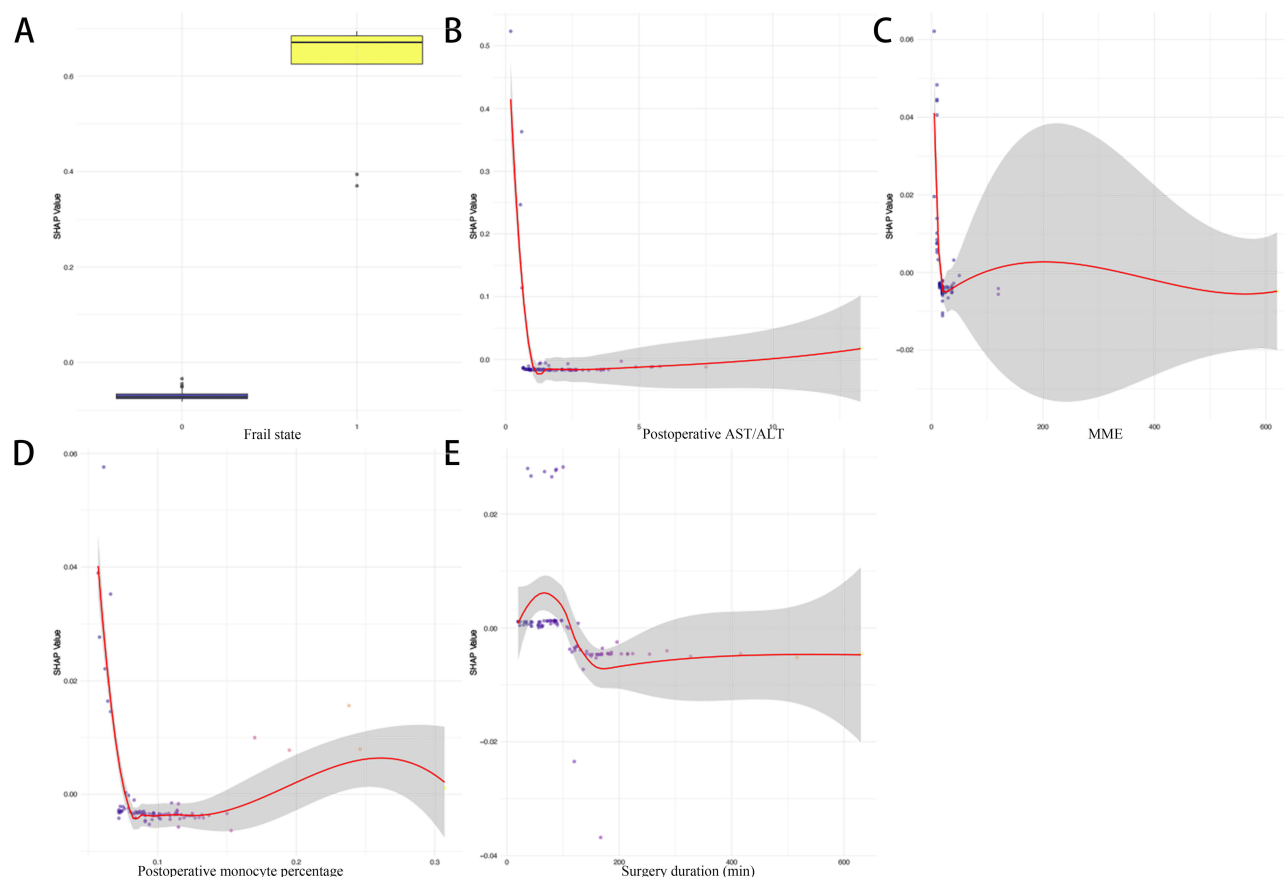 A
B
C
0.6
0.4
0.2
0.0
SHAP Value
0
1
Frail state
0.5
0.4
0.3
0.2
0.1
0.0
SHAP Value
0
5
10
Postoperative AST/ALT
0.06
0.04
0.02
0.00
−0.02
SHAP Value
0
200
400
600
MME
D
E
0.06
0.04
0.02
0.00
SHAP Value
0.1
0.2
0.3
Postoperative monocyte percentage
0.02
0.00
−0.02
−0.04
SHAP Value
0
200
400
600
Surgery duration (min)